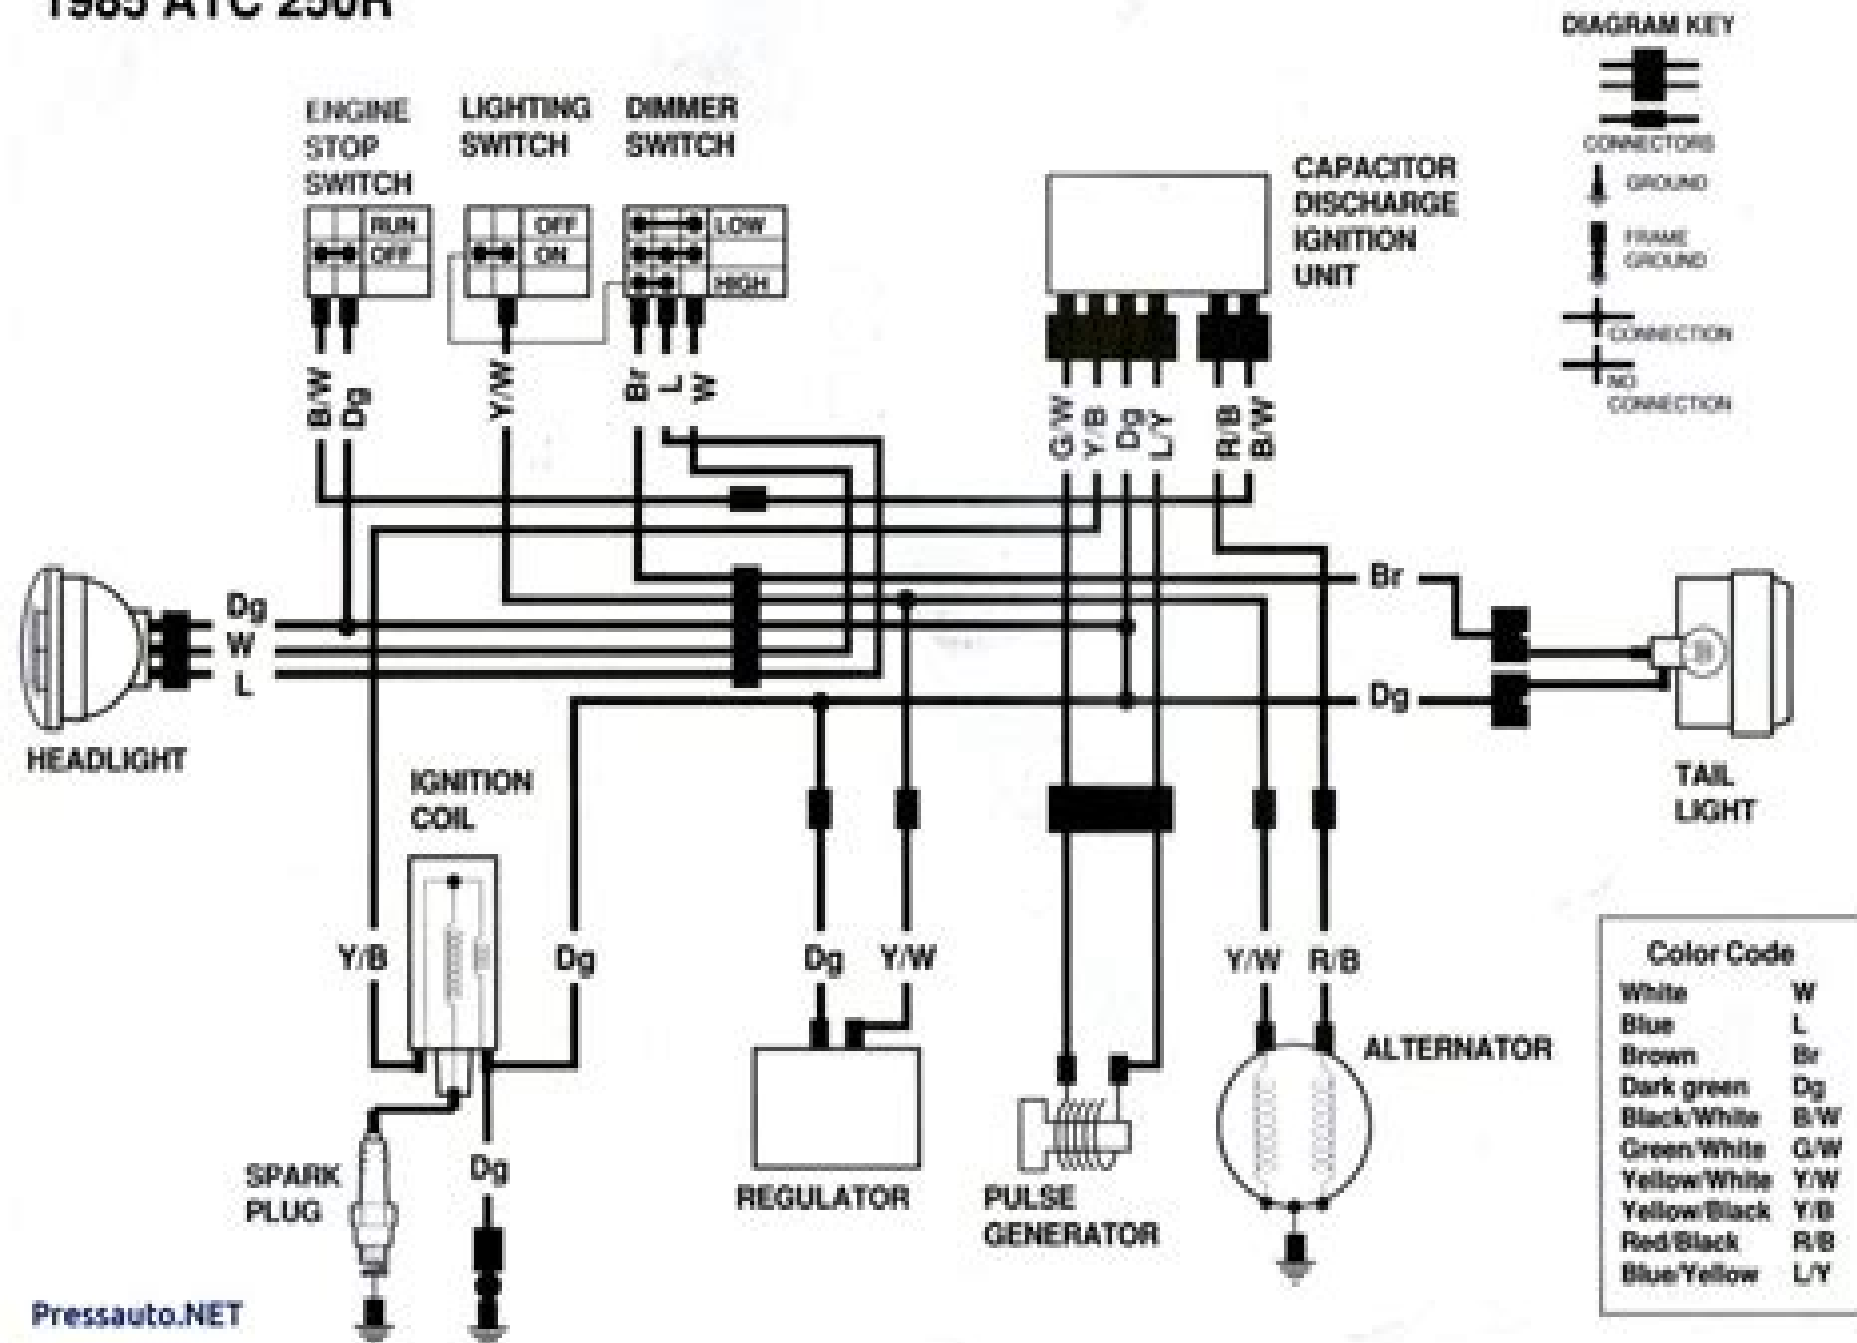 1985 ATC 250R
DIAGRAM KEY
CONNECTORS
GROUND
FRAME
GROUND
CONNECTION
NO
CONNECTION
ENGINE
STOP
SWITCH
RUN
OFF
LIGHTING
SWITCH
OFF
ON
DIMMER
SWITCH
LOW
HIGH
CAPACITOR
DISCHARGE
IGNITION
UNIT
B/W
Dg
Y/W
Br
L
W
G/W
Y/B
Dg
L/Y
R/B
B/W
Dg
W
L
HEADLIGHT
Br
Dg
TAIL
LIGHT
IGNITION
COIL
Y/B
Dg
Dg
Y/W
Y/W
R/B
ALTERNATOR
SPARK
PLUG
Dg
REGULATOR
PULSE
GENERATOR
Color Code
White W
Blue L
Brown Br
Dark green Dg
Black/White B/W
Green/White G/W
Yellow/White Y/W
Yellow/Black Y/B
Red/Black R/B
Blue/Yellow L/Y
Pressauto.NET